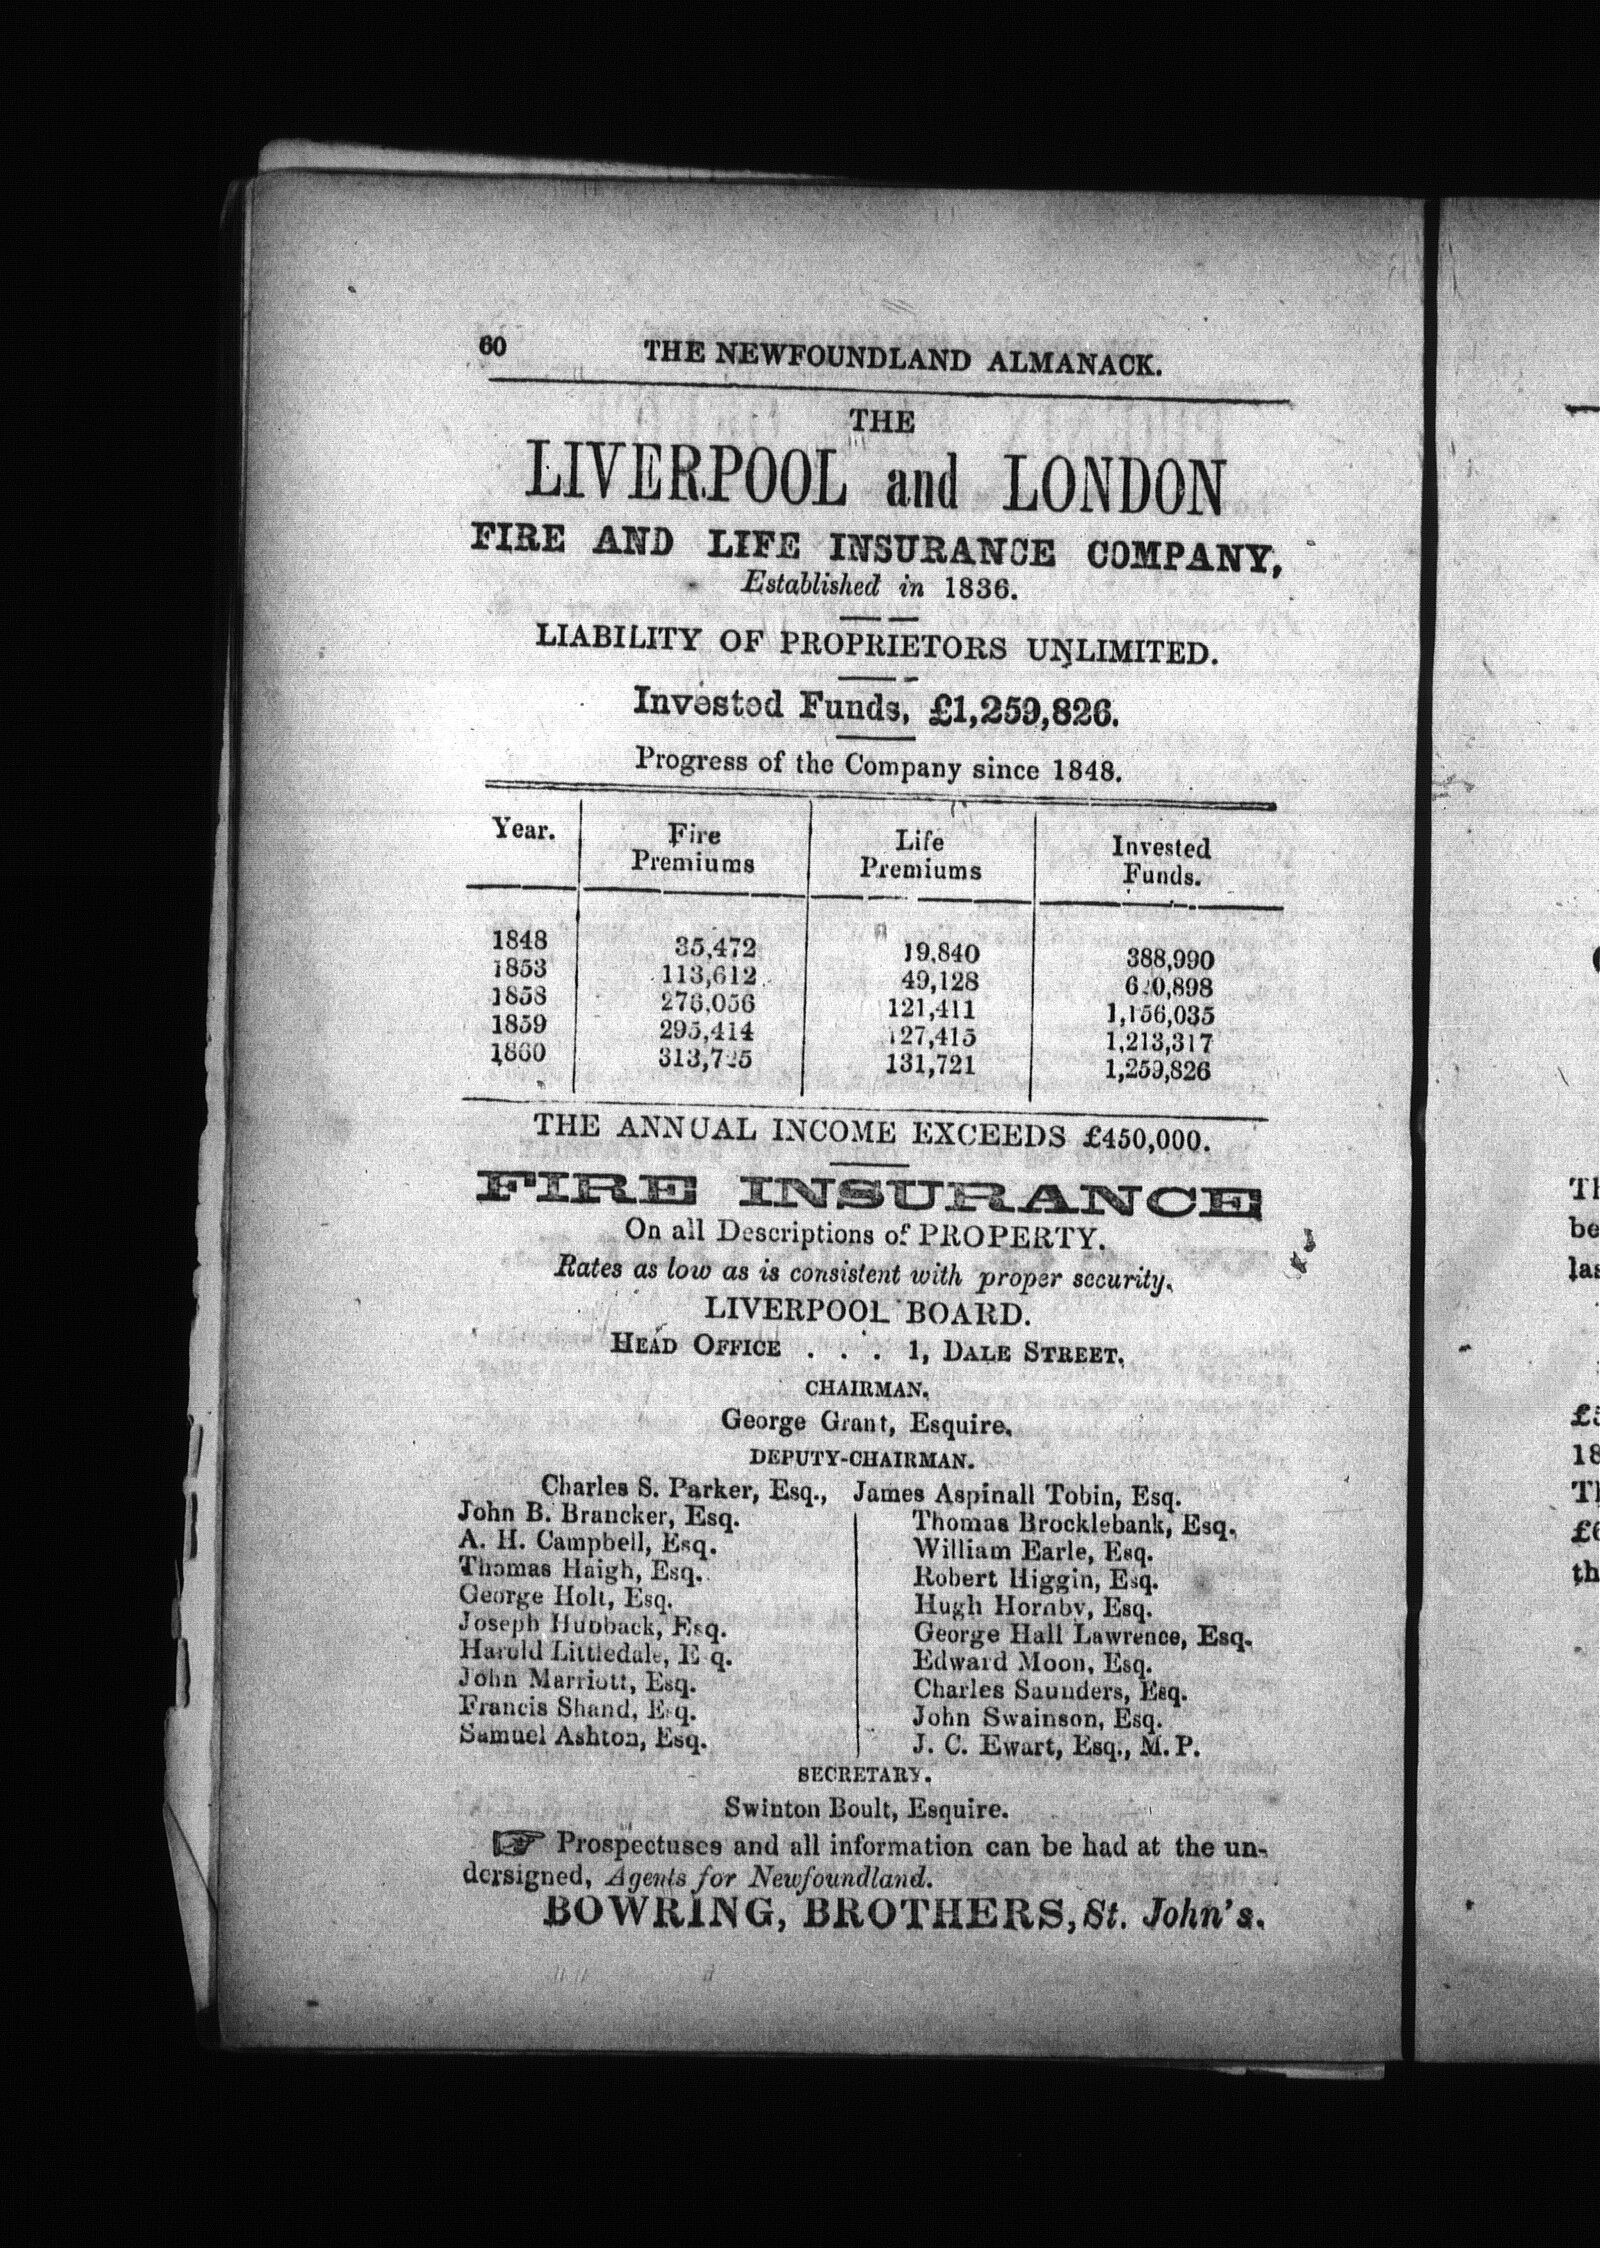 60 THE NEWFOUNDLAND ALMANACK.
THE
LIVERPOOL and LONDON
FIRE AND LIFE INSURANCE COMPANY,
Established in 1836.
LIABILITY OF PROPRIETORS UNLIMITED.
Invested Funds, £1,259,826.
Progress of the Company since 1848.
Year. Fire Premiums Life Premiums Invested Funds.
1848 35,472 19,840 388,990
1853 113,612 49,128
1858 276,056 121,411 1,156,035
1859 295,414 127,415 1,213,317
1860 131,721 1,259,826
THE ANNUAL INCOME EXCEEDS £450,000.
FIRE INSURANCE
On all Descriptions of PROPERTY.
Rates as low as is consistent with proper security.
LIVERPOOL BOARD.
HEAD OFFICE . . . 1, DALE STREET.
CHAIRMAN.
George Grant, Esquire.
DEPUTY-CHAIRMAN.
Charles S. Parker, Esq., James Aspinall Tobin, Esq.
John B. Brancker, Esq. Thomas Brocklebank, Esq.
A. H. Campbell, Esq. William Earle, Esq.
Thomas Haigh, Esq. Robert Higgin, Esq.
George Holt, Esq. Hugh Hornby, Esq.
Joseph Hubback, Esq. George Hall Lawrence, Esq.
Harold Littledale, E q. Edward Moon, Esq.
John Marriott, Esq. Charles Saunders, Esq.
Francis Shand, Esq. John Swainson, Esq.
Samuel Ashton, Esq. J. C. Ewart, Esq., M. P.
SECRETARY.
Swinton Boult, Esquire.
☞ Prospectuses and all information can be had at the un-
dersigned, Agents for Newfoundland.
BOWRING, BROTHERS, St. John's.
Th
be
las
18
th